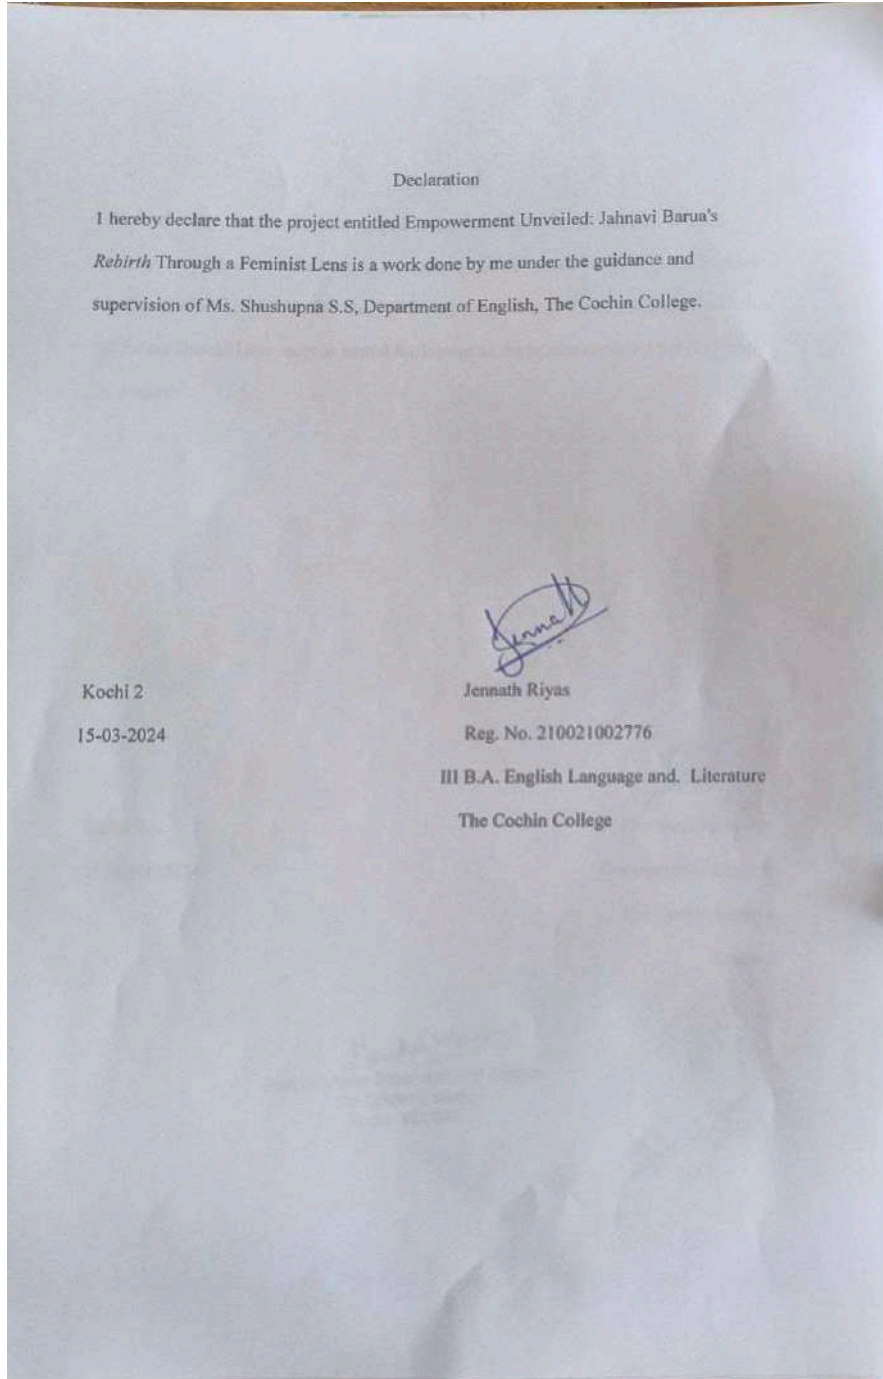 Declaration
I hereby declare that the project entitled Empowerment Unveiled: Jahnavi Barua's
Rebirth Through a Feminist Lens is a work done by me under the guidance and
supervision of Ms. Shushupna S.S, Department of English, The Cochin College.
Jennath
Kochi 2
Jennath Riyas
15-03-2024
Reg. No. 210021002776
III B.A. English Language and. Literature
The Cochin College